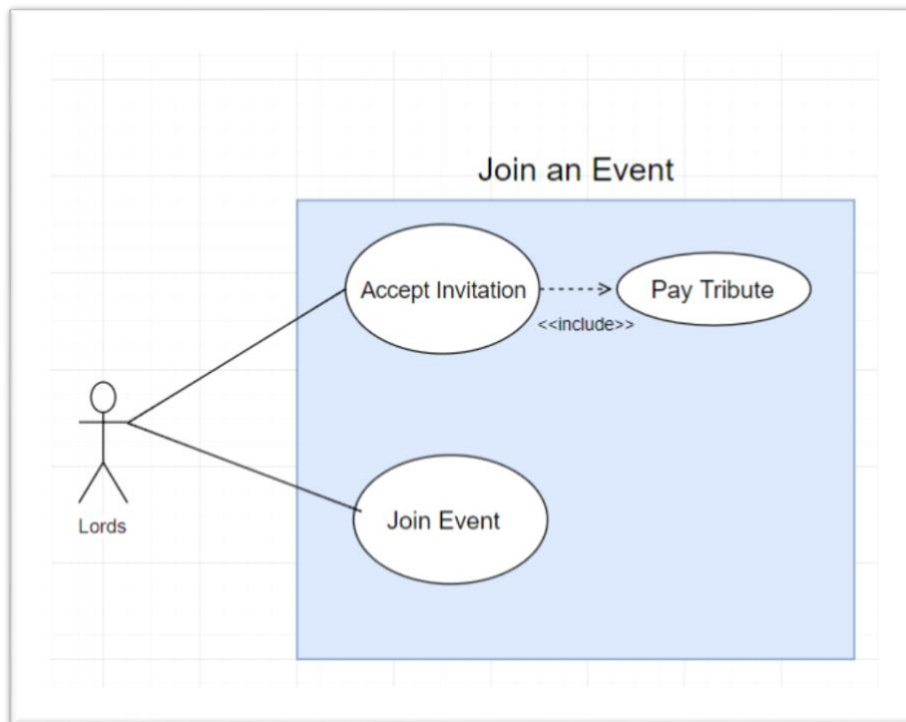 Join an Event
Accept Invitation
Pay Tribute
<<include>>
Join Event
Lords